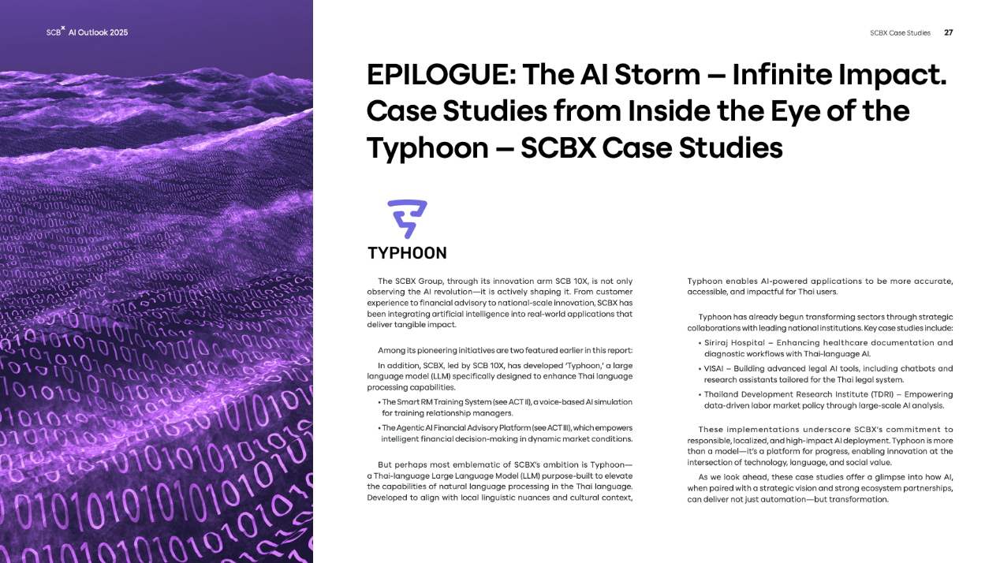 SCBX AI Outlook 2025
SCBX Case Studies 27
EPILOGUE: The AI Storm – Infinite Impact.
Case Studies from Inside the Eye of the
Typhoon – SCBX Case Studies
TYPHOON
The SCBX Group, through its innovation arm SCB 10X, is not only
observing the AI revolution—it is actively shaping it. From customer
experience to financial advisory to national-scale innovation, SCBX has
been integrating artificial intelligence into real-world applications that
deliver tangible impact.
Among its pioneering initiatives are two featured earlier in this report:
In addition, SCBX, led by SCB 10X, has developed ‘Typhoon,’ a large
language model (LLM) specifically designed to enhance Thai language
processing capabilities.
• The Smart RM Training System (see ACT II), a voice-based AI simulation
for training relationship managers.
• The Agentic AI Financial Advisory Platform (see ACT III), which empowers
intelligent financial decision-making in dynamic market conditions.
But perhaps most emblematic of SCBX’s ambition is Typhoon—
a Thai-language Large Language Model (LLM) purpose-built to elevate
the capabilities of natural language processing in the Thai language.
Developed to align with local linguistic nuances and cultural context,
Typhoon enables AI-powered applications to be more accurate,
accessible, and impactful for Thai users.
Typhoon has already begun transforming sectors through strategic
collaborations with leading national institutions. Key case studies include:
• Siriraj Hospital – Enhancing healthcare documentation and
diagnostic workflows with Thai-language AI.
• VISAI – Building advanced legal AI tools, including chatbots and
research assistants tailored for the Thai legal system.
• Thailand Development Research Institute (TDRI) – Empowering
data-driven labor market policy through large-scale AI analysis.
These implementations underscore SCBX’s commitment to
responsible, localized, and high-impact AI deployment. Typhoon is more
than a model—it’s a platform for progress, enabling innovation at the
intersection of technology, language, and social value.
As we look ahead, these case studies offer a glimpse into how AI,
when paired with a strategic vision and strong ecosystem partnerships,
can deliver not just automation—but transformation.